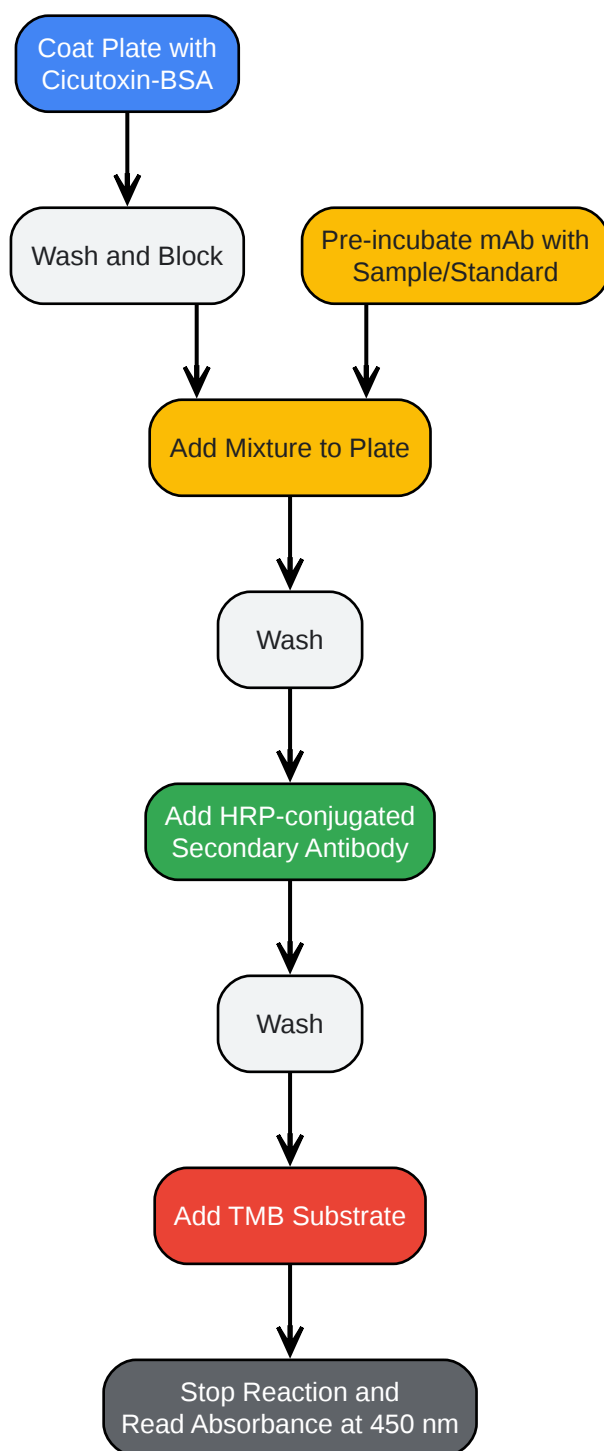 Coat Plate with
Cicutoxin-BSA
Wash and Block
Pre-incubate mAb with
Sample/Standard
Add Mixture to Plate
Wash
Add HRP-conjugated
Secondary Antibody
Wash
Add TMB Substrate
Stop Reaction and
Read Absorbance at 450 nm